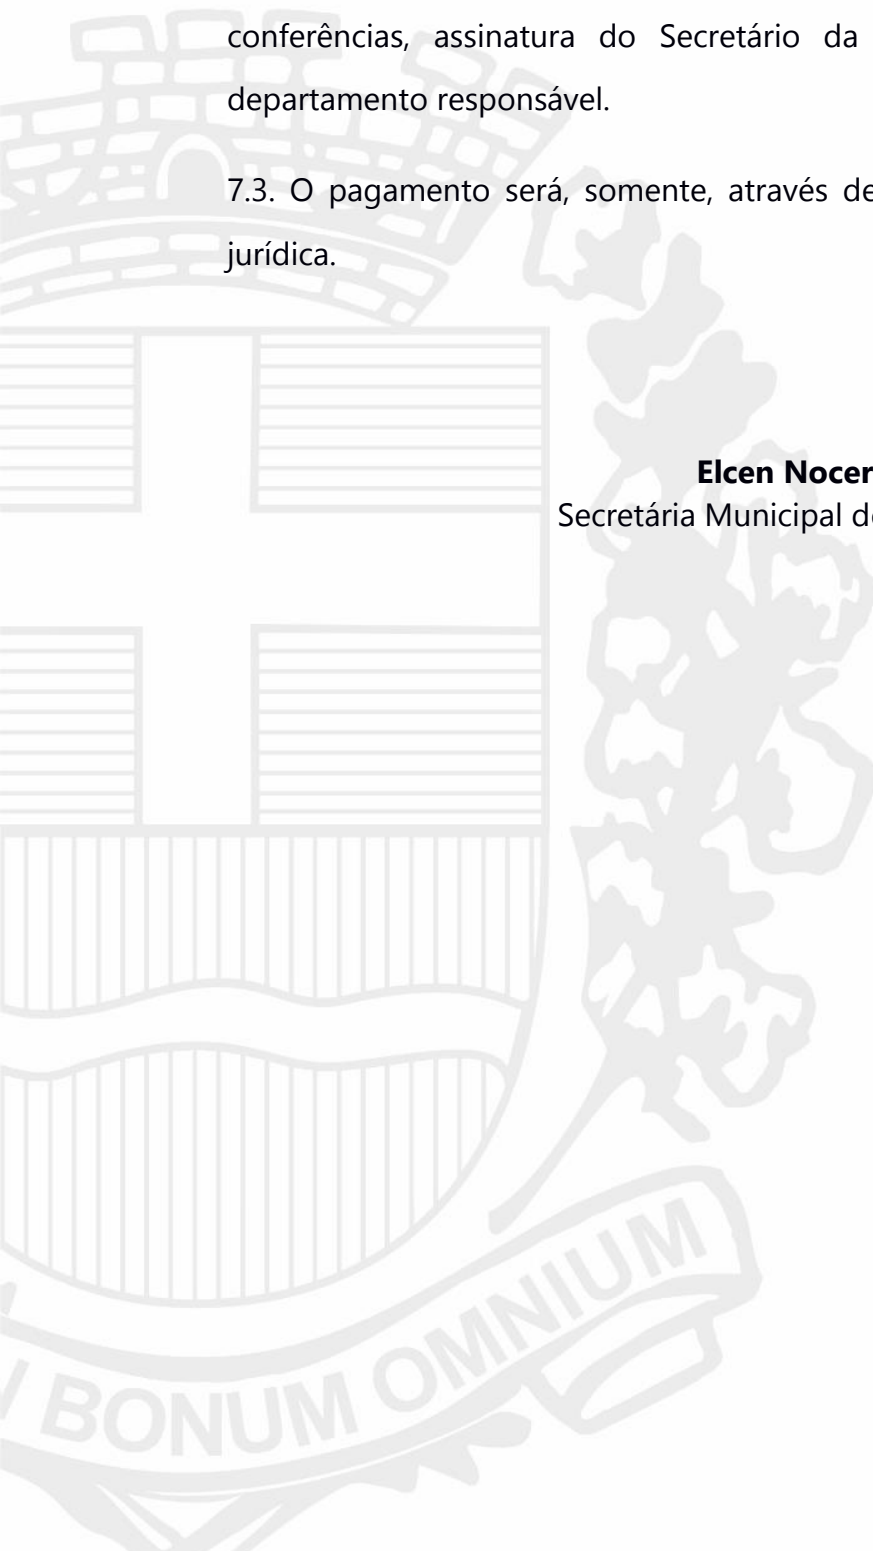 conferências, assinatura do Secretário da
departamento responsável.
7.3. O pagamento será, somente, através de
jurídica.
Elcen Nocer
Secretária Municipal d
BONUM OMNIUM